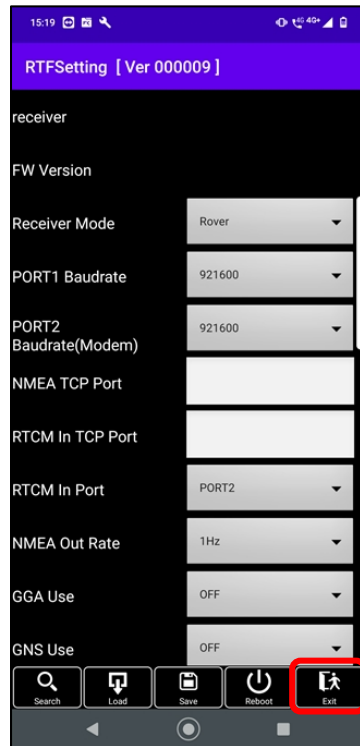 15:19 4G 4G+
RTFSetting [ Ver 000009 ]
receiver
FW Version
Receiver Mode Rover
PORT1 Baudrate 921600
PORT2
Baudrate(Modem) 921600
NMEA TCP Port
RTCM In TCP Port
RTCM In Port PORT2
NMEA Out Rate 1Hz
GGA Use OFF
GNS Use OFF
Search Load Save Reboot Exit